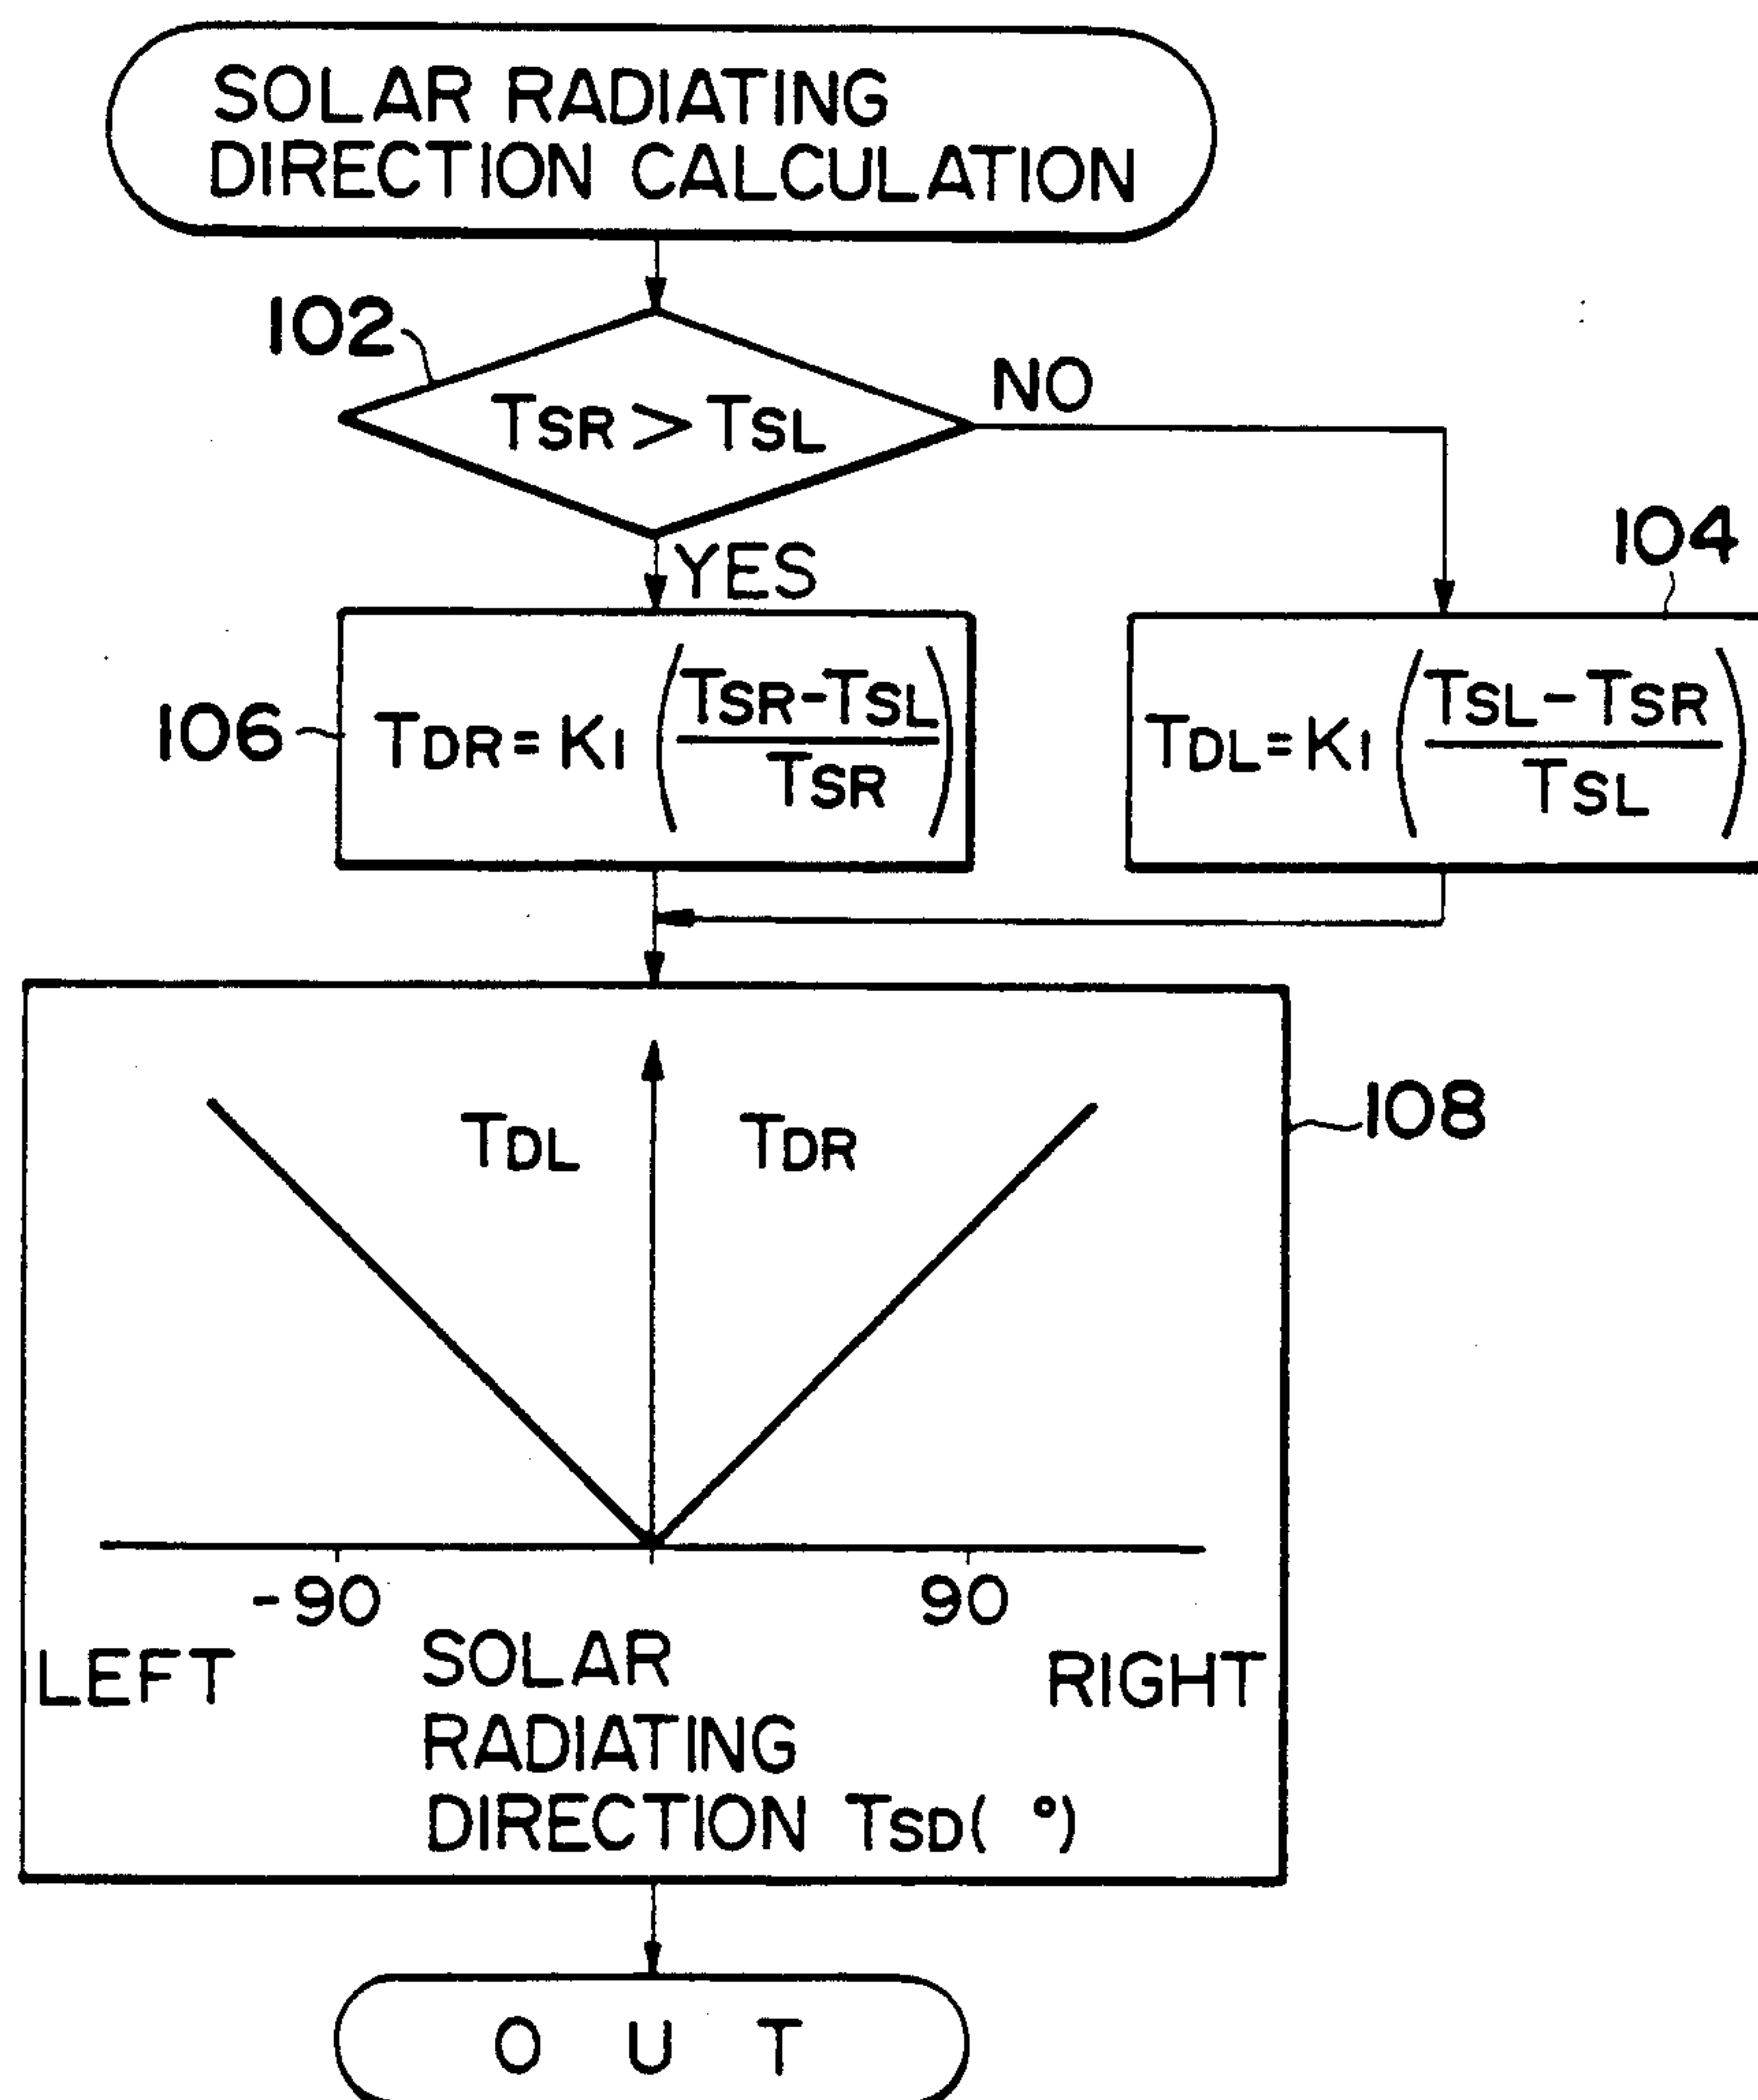 SOLAR RADIATING
DIRECTION CALCULATION
102
TSR > TSL
NO
YES
104
106
TDR = K1 (TSR-TSL / TSR)
TDL = K1 (TSL-TSR / TSL)
108
TDL
TDR
-90
90
LEFT
SOLAR
RIGHT
RADIATING
DIRECTION TSD( °)
O U T